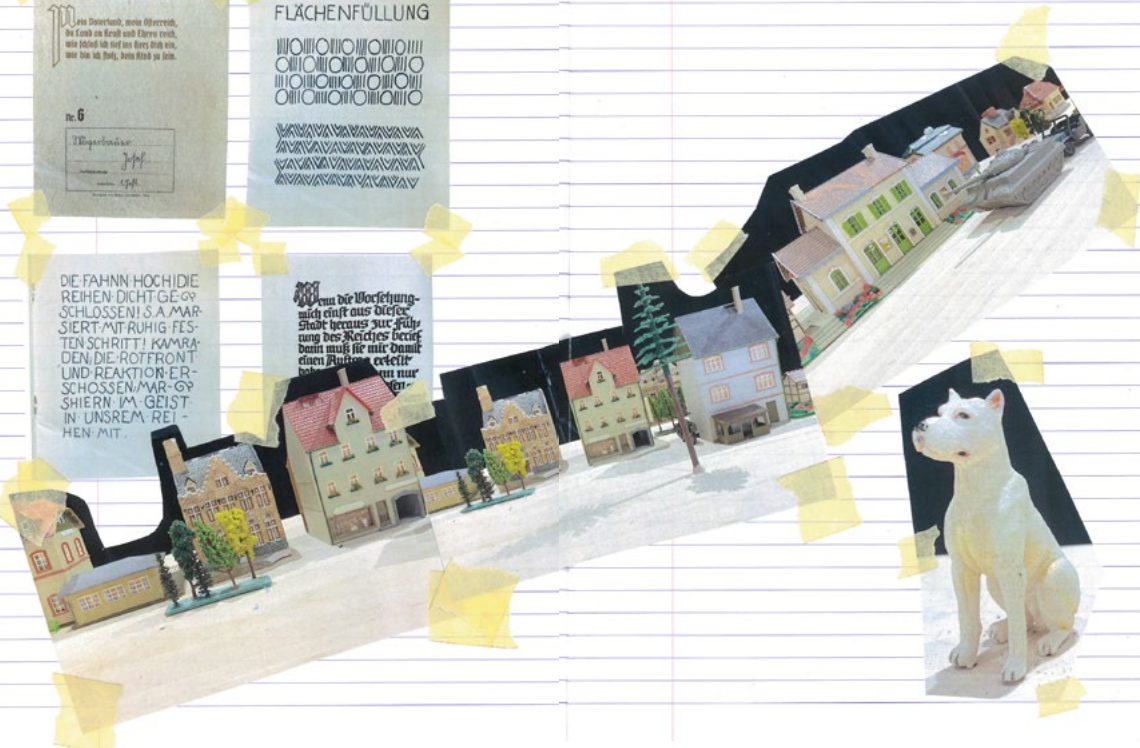 Mein Vaterland, mein Österreich,
du Land an Kraft und Ehren reich,
wie schließ ich tief ins Herz dich ein,
wie bin ich stolz, dein Kind zu sein.
Nr. 6
Josef
FLÄCHENFÜLLUNG
DIE·FAHNN·HOCH!DIE
REIHEN·DICHT·GE-
SCHLOSSEN! S.A.MAR-
SIERT·MIT·RUHIG·FES-
TEN SCHRITT! KAMRA-
DEN, DIE·ROTFRONT·
UND·REAKTION·ER-
SCHOSSEN, MAR-
SHIERN·IM·GEIST·
IN·UNSREM·REI-
HEN·MIT.
Wenn die Vorsehung
mich einst aus dieser
Stadt heraus zur Füh-
rung des Reiches berief
dann muß sie mir damit
einen Auftrag erteilt